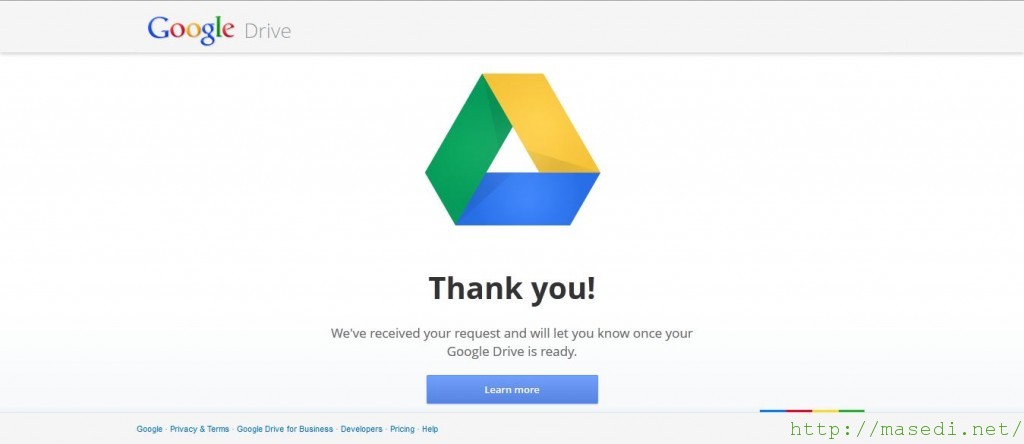 Google Drive
Thank you!
We've received your request and will let you know once your
Google Drive is ready.
Learn more
Google · Privacy & Terms · Google Drive for Business · Developers · Pricing · Help
http://masedi.net/